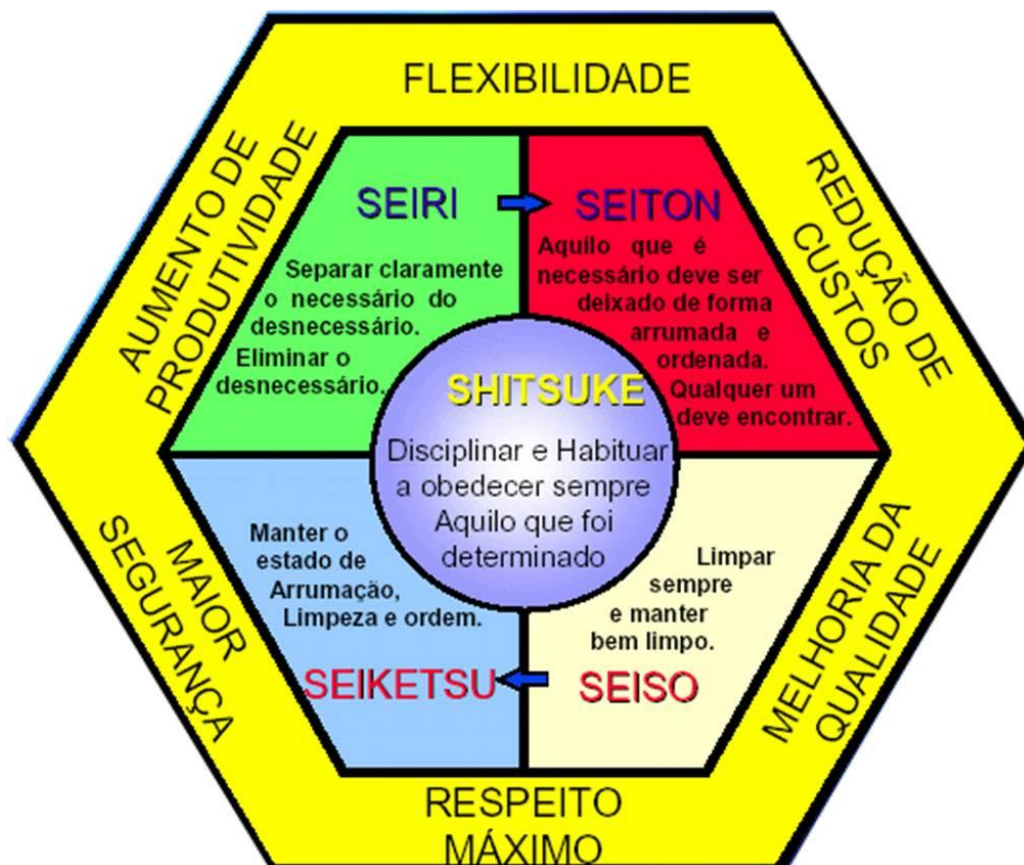 FLEXIBILIDADE
AUMENTO DE
PRODUTIVIDADE
REDUÇÃO DE
CUSTOS
SEIRI
Separar claramente
o necessário do
desnecessário.
Eliminar o
desnecessário.
SEITON
Aquilo que é
necessário deve ser
deixado de forma
arrumada e
ordenada.
Qualquer um
deve encontrar.
SHITSUKE
Disciplinar e Habituar
a obedecer sempre
Aquilo que foi
determinado
Manter o
estado de
Arrumação,
Limpeza e ordem.
SEIKETSU
Limpar
sempre
e manter
bem limpo.
SEISO
MAIOR
SEGURANÇA
MELHORIA DA
QUALIDADE
RESPEITO
MÁXIMO